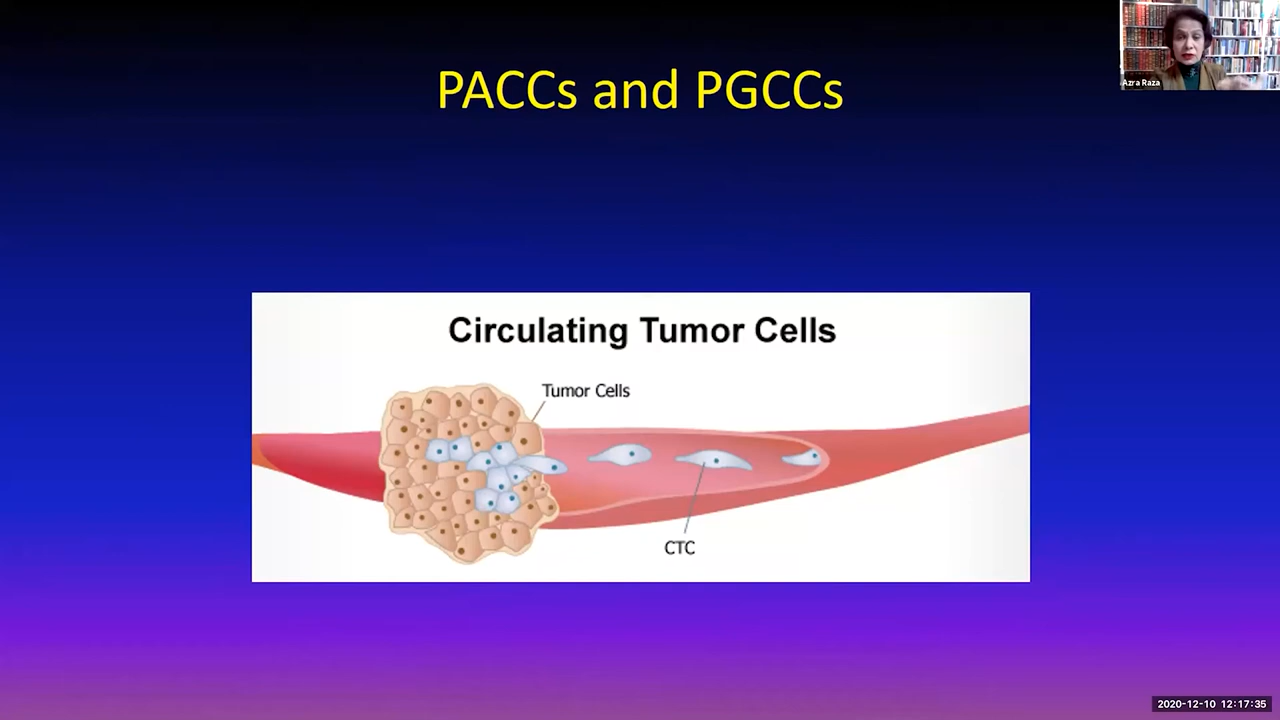 PACCs and PGCCs
Azra Raza
Circulating Tumor Cells
Tumor Cells
CTC
2020-12-10 12:17:35